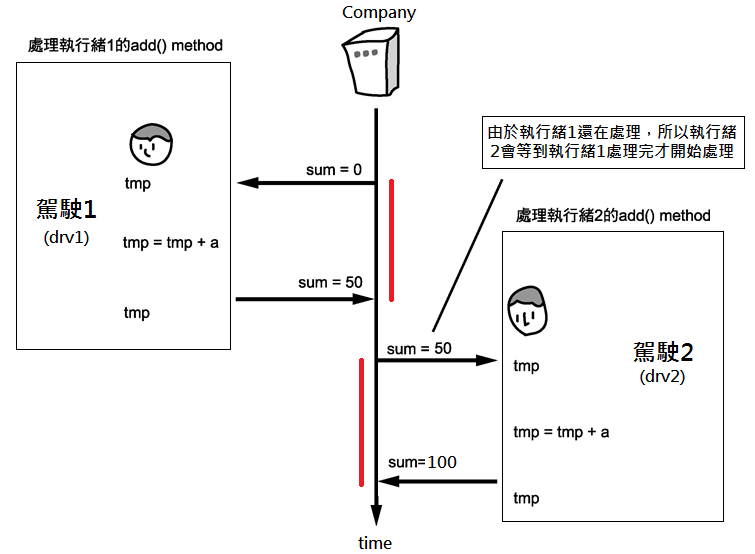 Company
處理執行緒1的add() method
由於執行緒1還在處理，所以執行緒
2會等到執行緒1處理完才開始處理
sum = 0
tmp
駕駛1
(drv1)
tmp = tmp + a
sum = 50
tmp
處理執行緒2的add() method
sum = 50
tmp
駕駛2
(drv2)
tmp = tmp + a
sum=100
tmp
time